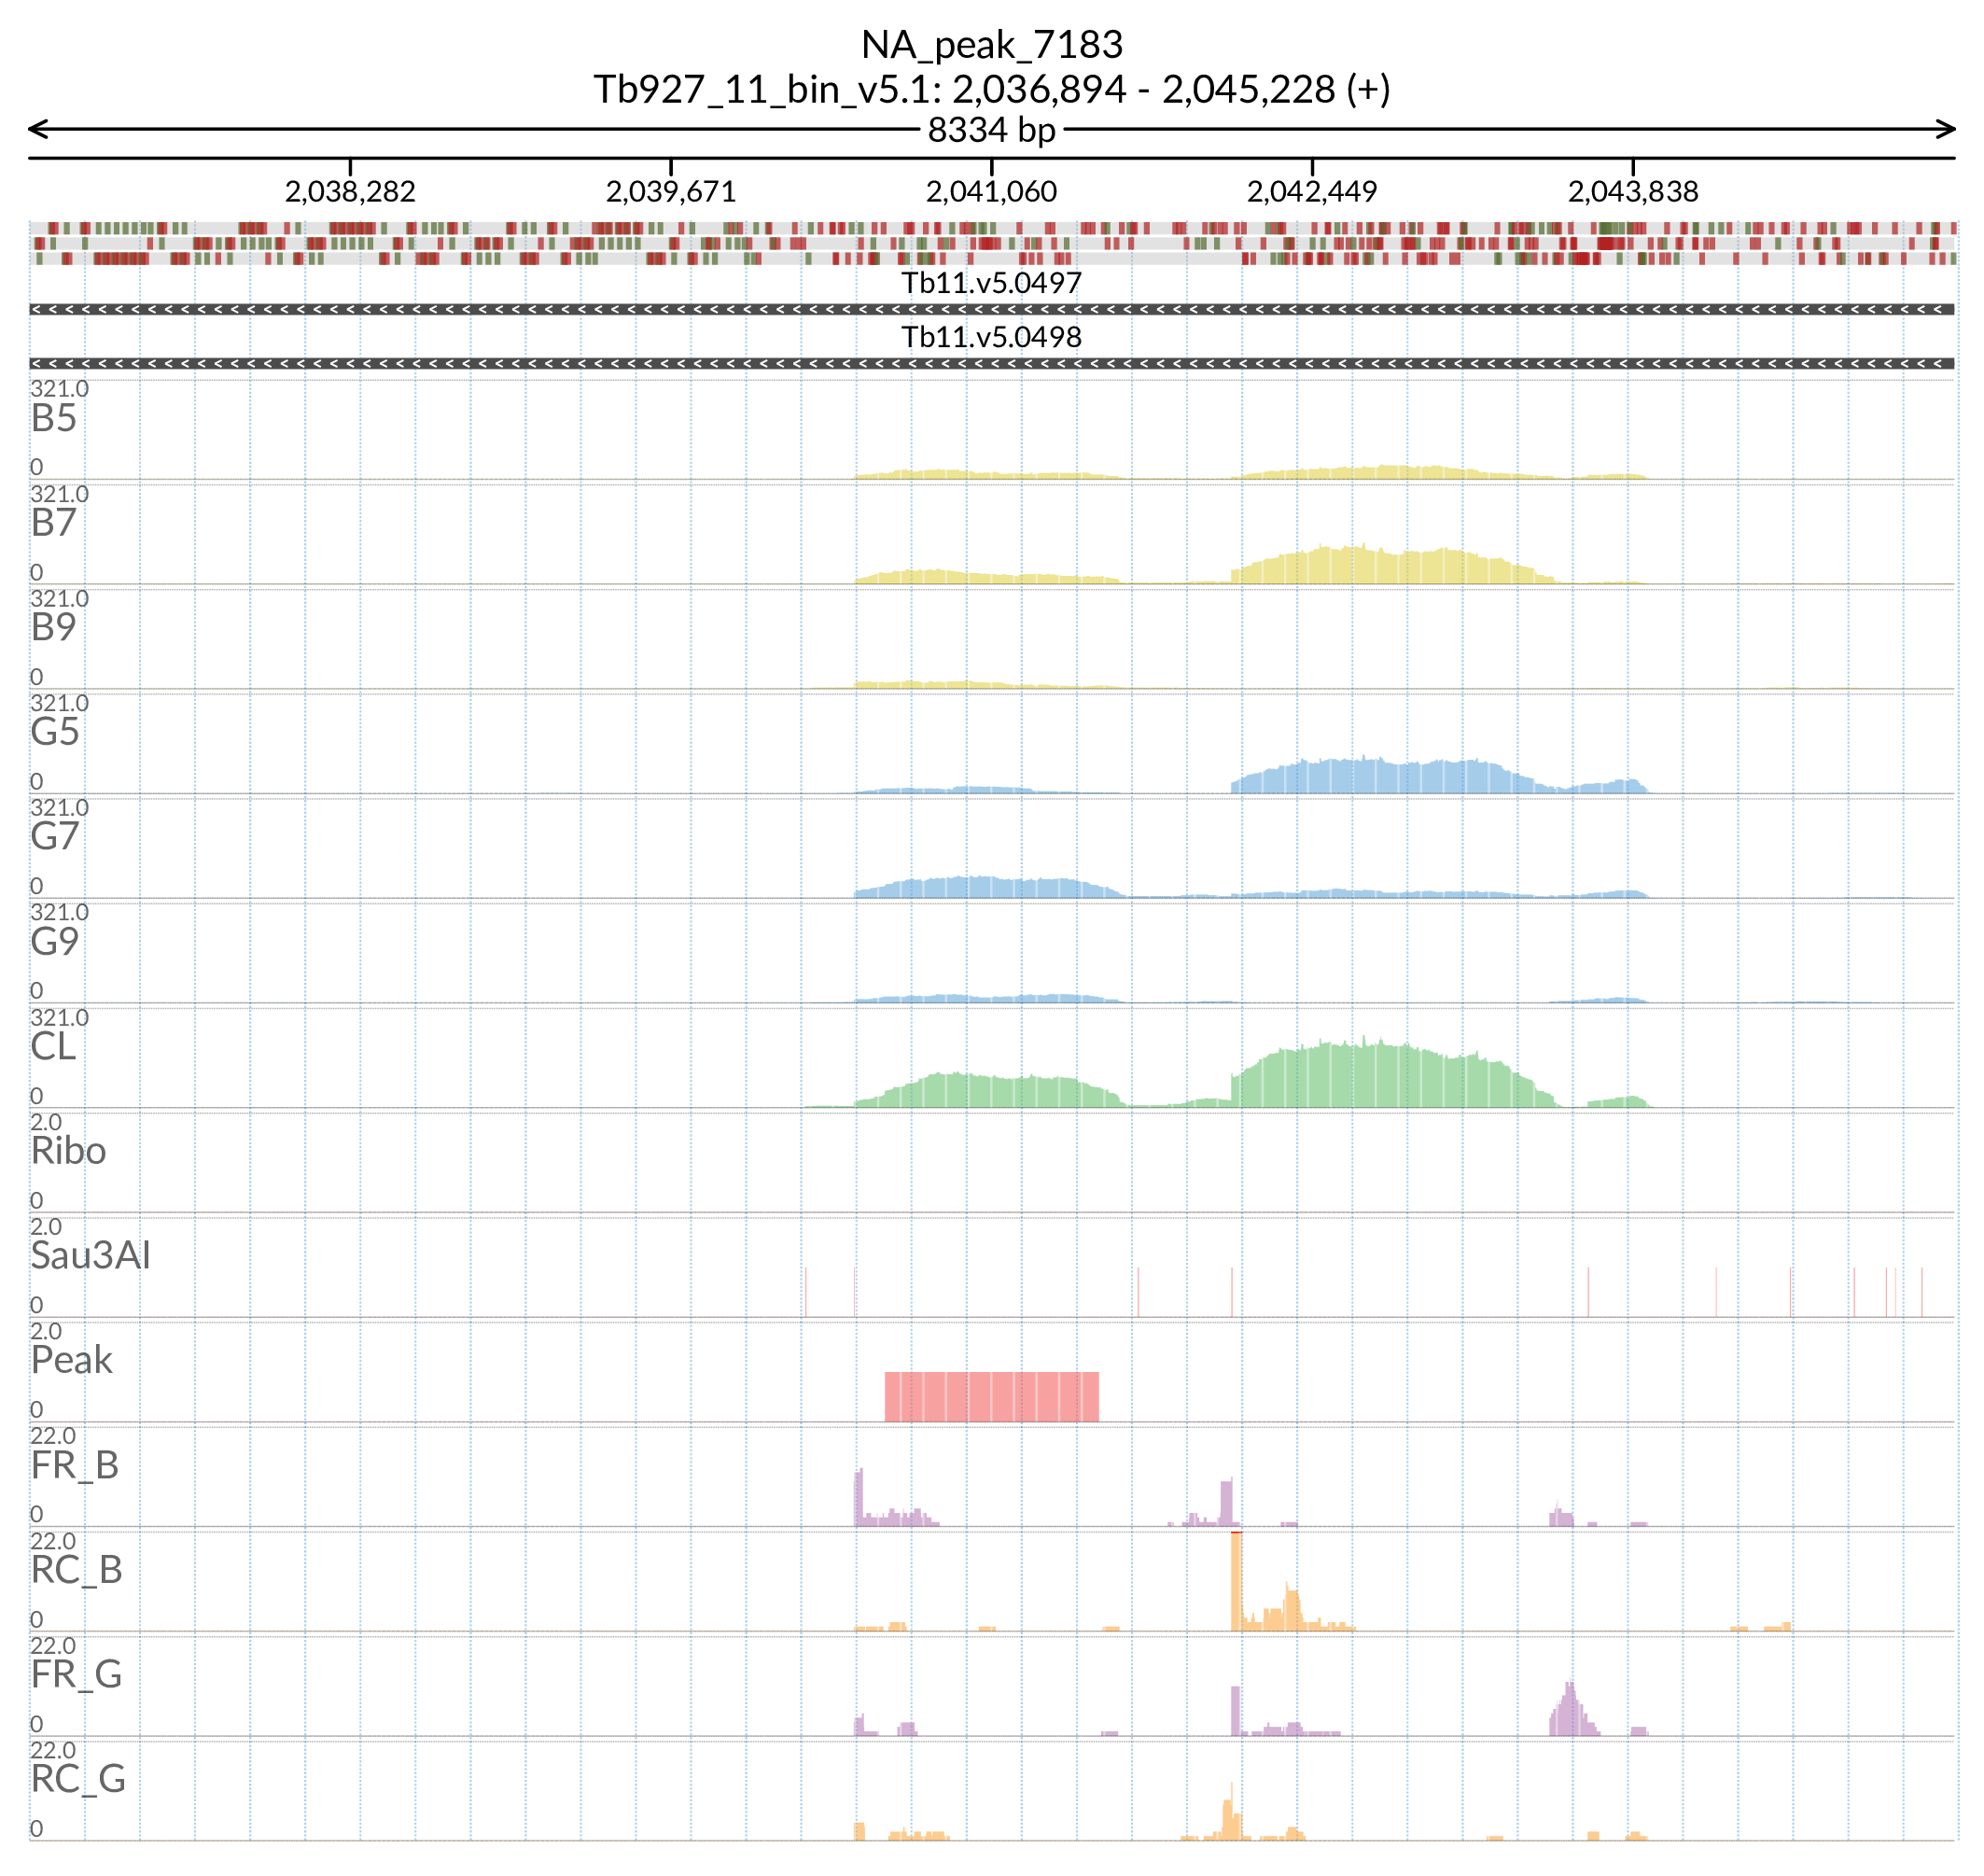 NA_peak_7183
Tb927_11_bin_v5.1: 2,036,894 - 2,045,228 (+)
8334 bp
2,038,282 2,039,671 2,041,060 2,042,449 2,043,838
Tb11.v5.0497
Tb11.v5.0498
321.0
B5
0
321.0
B7
0
321.0
B9
0
321.0
G5
0
321.0
G7
0
321.0
G9
0
321.0
CL
0
2.0
Ribo
0
2.0
Sau3AI
0
2.0
Peak
0
22.0
FR_B
0
22.0
RC_B
0
22.0
FR_G
0
22.0
RC_G
0